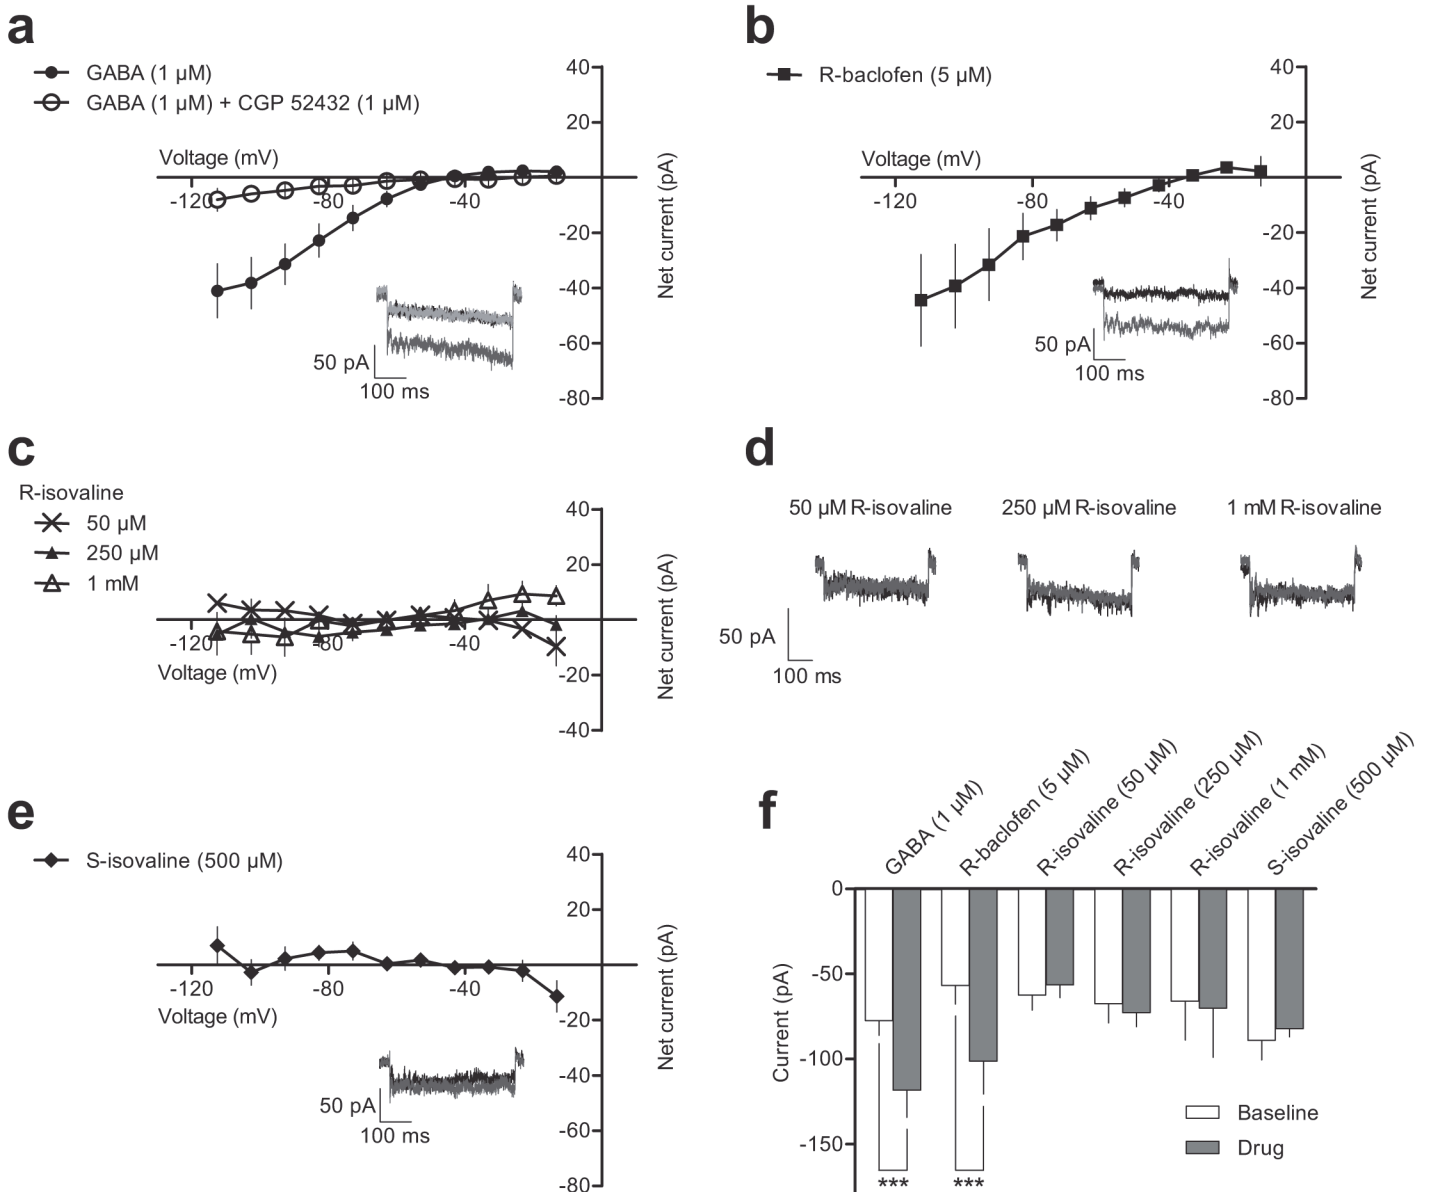 a
GABA (1 µM)
GABA (1 µM) + CGP 52432 (1 µM)
Voltage (mV)
-120
-80
-40
40
20
-20
-40
-60
-80
Net current (pA)
50 pA
100 ms
b
R-baclofen (5 µM)
Voltage (mV)
-120
-80
-40
40
20
-20
-40
-60
-80
Net current (pA)
50 pA
100 ms
c
R-isovaline
50 µM
250 µM
1 mM
-120
-80
-40
Voltage (mV)
40
20
-20
-40
Net current (pA)
d
50 µM R-isovaline
250 µM R-isovaline
1 mM R-isovaline
50 pA
100 ms
e
S-isovaline (500 µM)
-120
-80
-40
Voltage (mV)
40
20
-20
-40
-60
-80
Net current (pA)
50 pA
100 ms
f
GABA (1 µM)
R-baclofen (5 µM)
R-isovaline (50 µM)
R-isovaline (250 µM)
R-isovaline (1 mM)
S-isovaline (500 µM)
0
-50
-100
-150
Current (pA)
Baseline
Drug
***
***